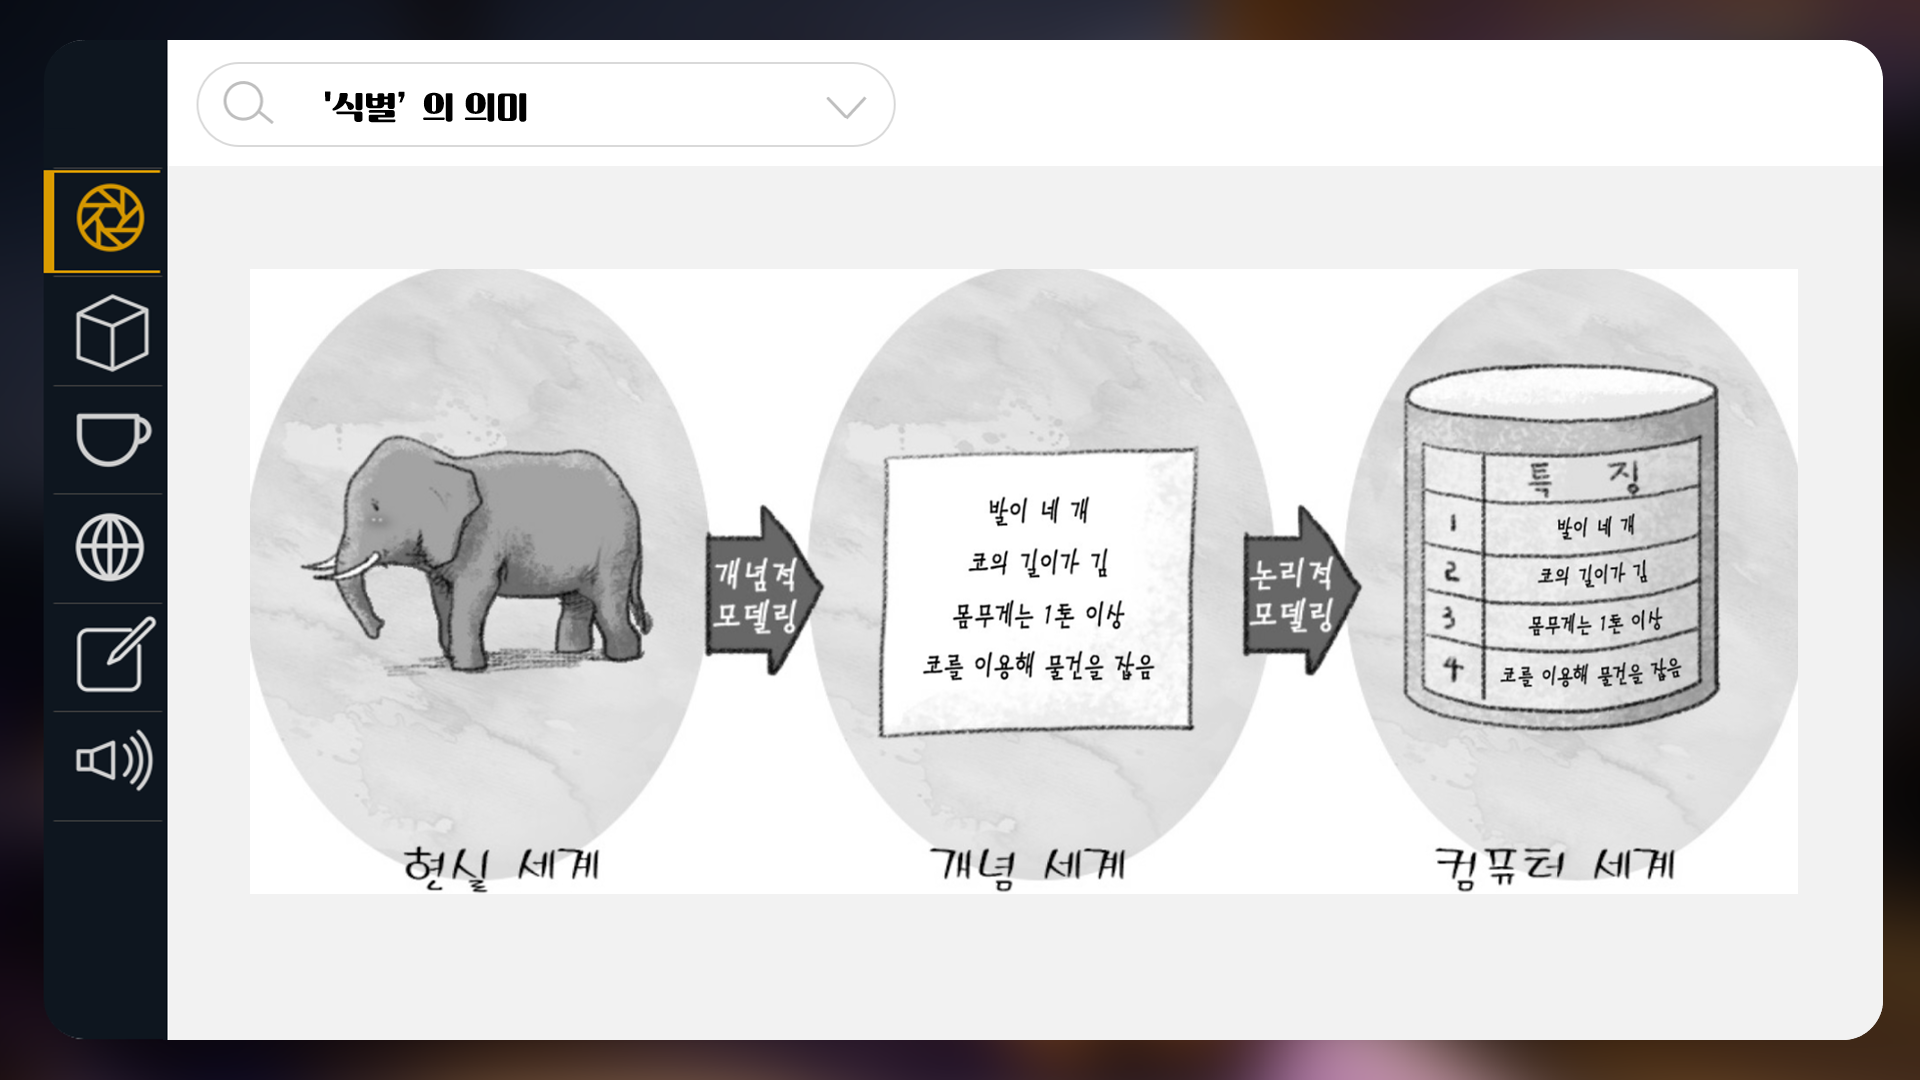 '식별’ 의 의미
개념적
모델링
발이 네 개
코의 길이가 김
몸무게는 1톤 이상
코를 이용해 물건을 잡음
논리적
모델링
특 징
1 발이 네 개
2 코의 길이가 김
3 몸무게는 1톤 이상
4 코를 이용해 물건을 잡음
현실 세계
개념 세계
컴퓨터 세계